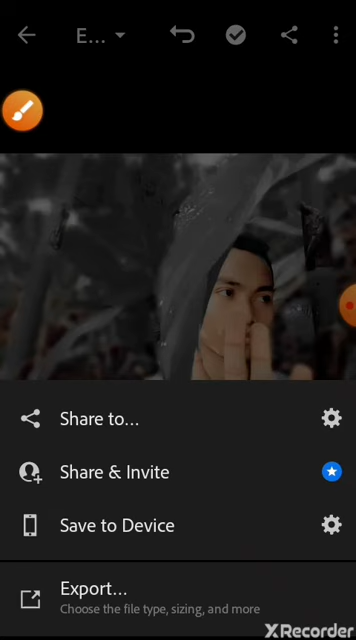 E...
Share to...
Share & Invite
Save to Device
Export...
Choose the file type, sizing, and more
XRecorder